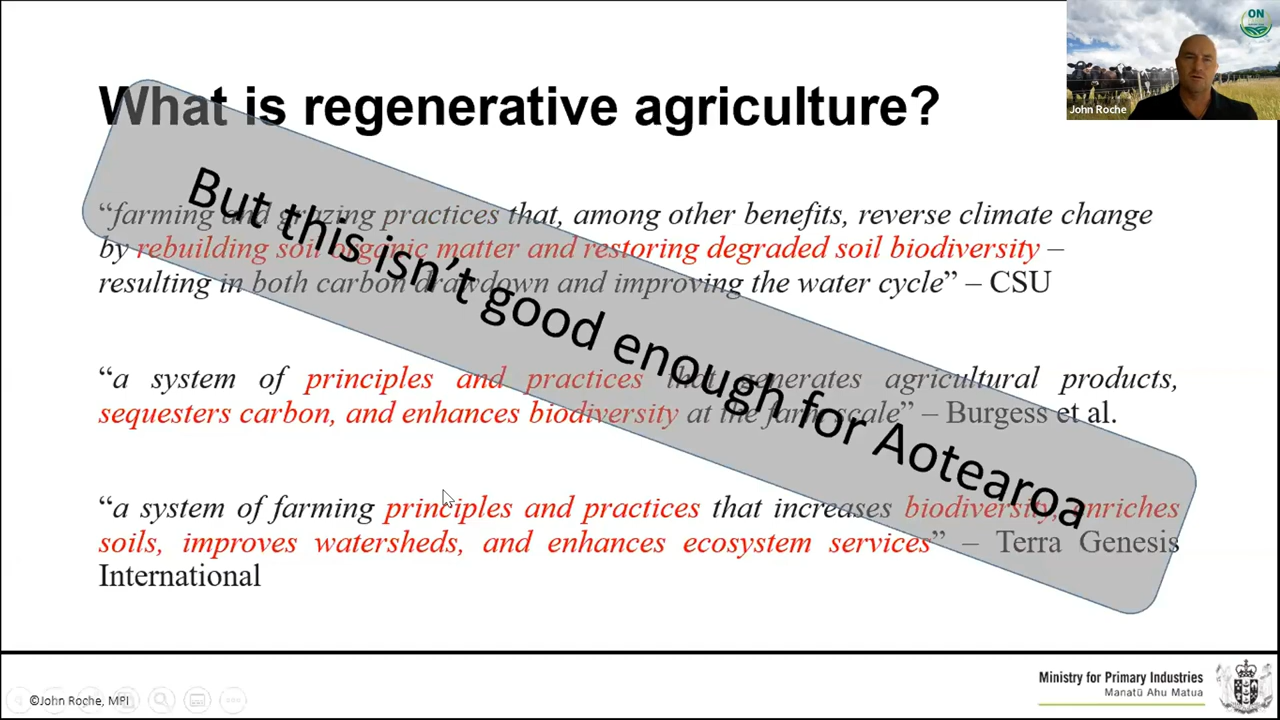 ON
John Roche
What is regenerative agriculture?
“farming and grazing practices that, among other benefits, reverse climate change
by rebuilding soil organic matter and restoring degraded soil biodiversity –
resulting in both carbon drawdown and improving the water cycle” – CSU
“a system of principles and practices that generates agricultural products,
sequesters carbon, and enhances biodiversity at the farm scale” – Burgess et al.
“a system of farming principles and practices that increases biodiversity, enriches
soils, improves watersheds, and enhances ecosystem services” – Terra Genesis
International
But this isn’t good enough for Aotearoa
©John Roche, MPI
Ministry for Primary Industries
Manatū Ahu Matua